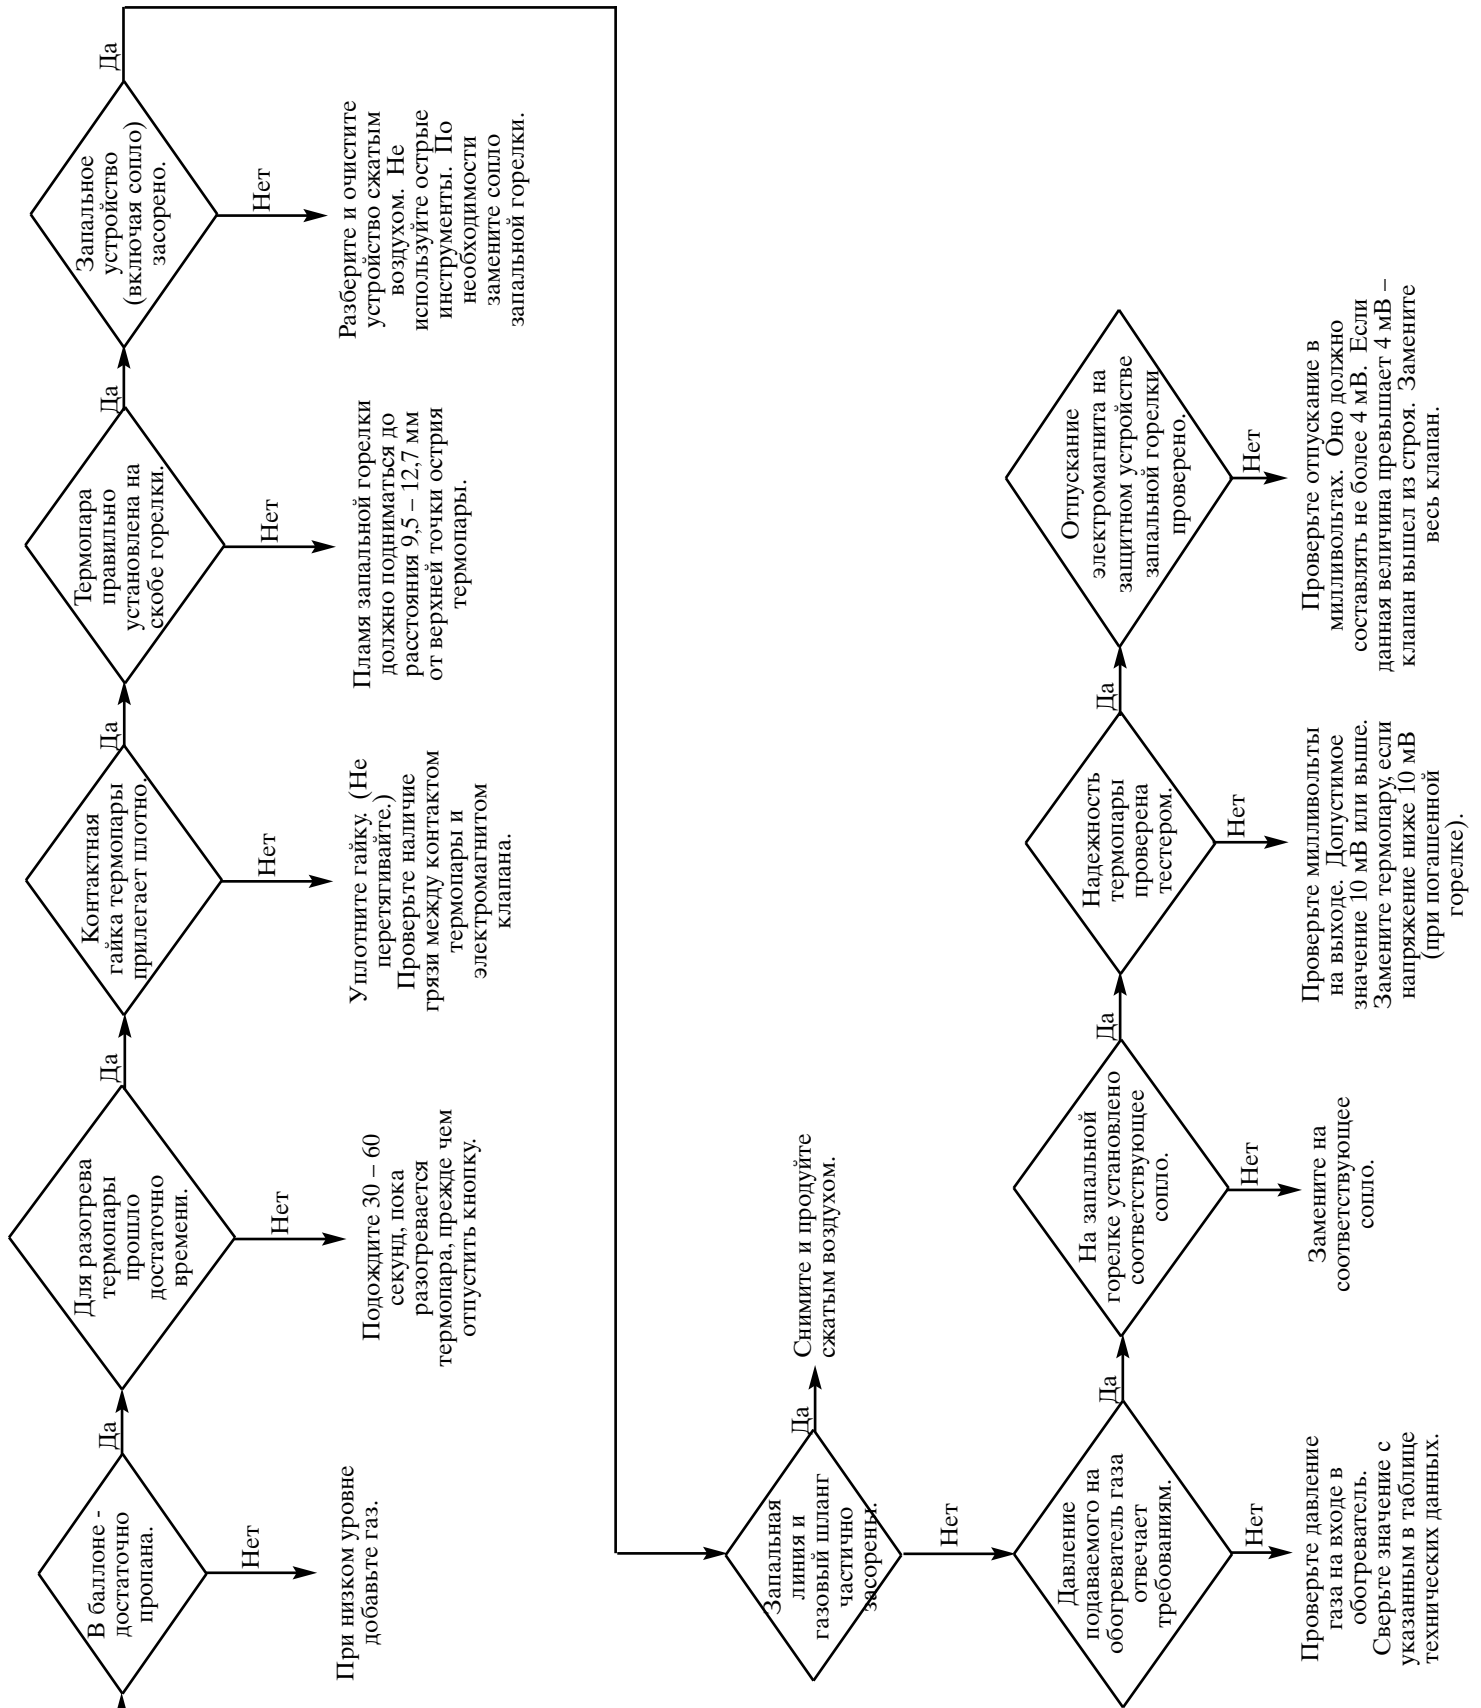 В баллоне -
достаточно
пропана.
Да
Нет
При низком уровне
добавьте газ.
Для разогрева
термопары
прошло
достаточно
времени.
Да
Нет
Подождите 30 – 60
секунд, пока
разогревается
термопара, прежде чем
отпустить кнопку.
Контактная
гайка термопары
прилегает плотно.
Да
Нет
Уплотните гайку. (Не
перетягивайте.)
Проверьте наличие
грязи между контактом
термопары и
электромагнитом
клапана.
Термопара
правильно
установлена на
скобе горелки.
Да
Нет
Пламя запальной горелки
должно подниматься до
расстояния 9,5 – 12,7 мм
от верхней точки острия
термопары.
Запальное
устройство
(включая сопло)
засорено.
Да
Нет
Разберите и очистите
устройство сжатым
воздухом. Не
используйте острые
инструменты. По
необходимости
замените сопло
запальной горелки.
Запальная
линия и
газовый шланг
частично
засорены.
Да
Снимите и продуйте
сжатым воздухом.
Нет
Давление
подаваемого на
обогреватель газа
отвечает
требованиям.
Да
Нет
Проверьте давление
газа на входе в
обогреватель.
Сверьте значение с
указанным в таблице
технических данных.
На запальной
горелке установлено
соответствующее
сопло.
Да
Нет
Замените на
соответствующее
сопло.
Надежность
термопары
проверена
тестером.
Да
Нет
Проверьте милливольты
на выходе. Допустимое
значение 10 мВ или выше.
Замените термопару, если
напряжение ниже 10 мВ
(при погашенной
горелке).
Отпускание
электромагнита на
защитном устройстве
запальной горелки
проверено.
Нет
Проверьте отпускание в
милливольтах. Оно должно
составлять не более 4 мВ. Если
данная величина превышает 4 мВ –
клапан вышел из строя. Замените
весь клапан.